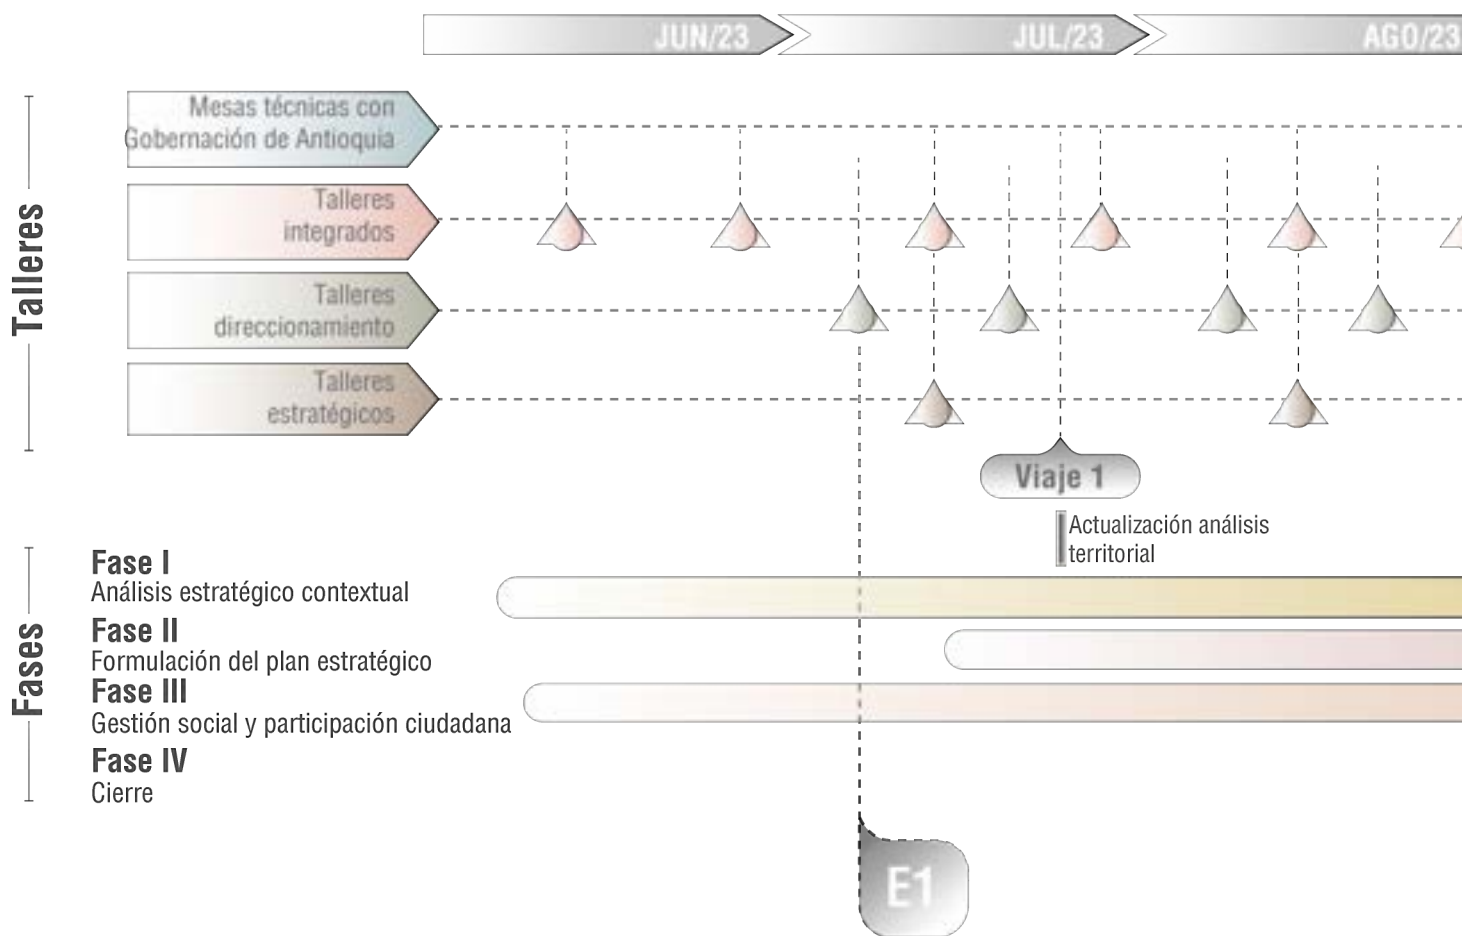 JUN/23
JUL/23
AGO/23
Talleres
Mesas técnicas con
Gobernación de Antioquia
Talleres
integrados
Talleres
direccionamiento
Talleres
estratégicos
Viaje 1
Actualización análisis
territorial
Fases
Fase I
Análisis estratégico contextual
Fase II
Formulación del plan estratégico
Fase III
Gestión social y participación ciudadana
Fase IV
Cierre
E1